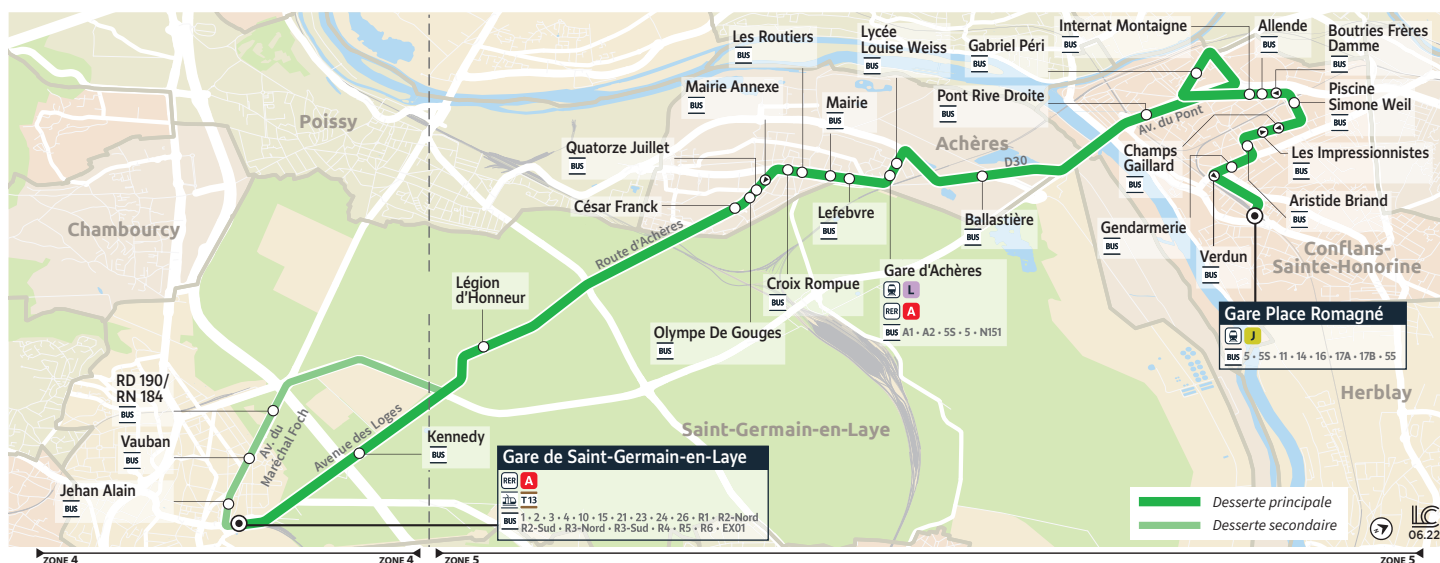 Internat Montaigne
BUS
Allende
BUS
Boutries Frères
Damme
BUS
Les Routiers
BUS
Lycée
Louise Weiss
BUS
Gabriel Péri
BUS
Mairie Annexe
BUS
Mairie
BUS
Pont Rive Droite
BUS
Piscine
Simone Weil
BUS
Av. du Pont
Poissy
Quatorze Juillet
BUS
Achères
D30
Champs
Gaillard
BUS
Les Impressionnistes
BUS
César Franck
Lefebvre
BUS
Ballastière
BUS
Aristide Briand
BUS
Gendarmerie
BUS
Verdun
BUS
Chambourcy
Route d'Achères
Conflans-
Sainte-Honorine
Légion
d'Honneur
Croix Rompue
BUS
Gare d'Achères
L
RER A
BUS A1 • A2 • 5S • 5 • N151
Olympe De Gouges
BUS
Gare Place Romagné
J
BUS 5 • 5S • 11 • 14 • 16 • 17A • 17B • 55
RD 190/
RN 184
BUS
Herblay
Av. du
Maréchal Foch
Avenue des Loges
Vauban
BUS
Kennedy
BUS
Saint-Germain-en-Laye
Gare de Saint-Germain-en-Laye
RER A
T13
BUS 1 • 2 • 3 • 4 • 10 • 15 • 21 • 23 • 24 • 26 • R1 • R2-Nord
R2-Sud • R3-Nord • R3-Sud • R4 • R5 • R6 • EX01
Jehan Alain
BUS
Desserte principale
Desserte secondaire
LC
06.22
ZONE 4
ZONE 4
ZONE 5
ZONE 5